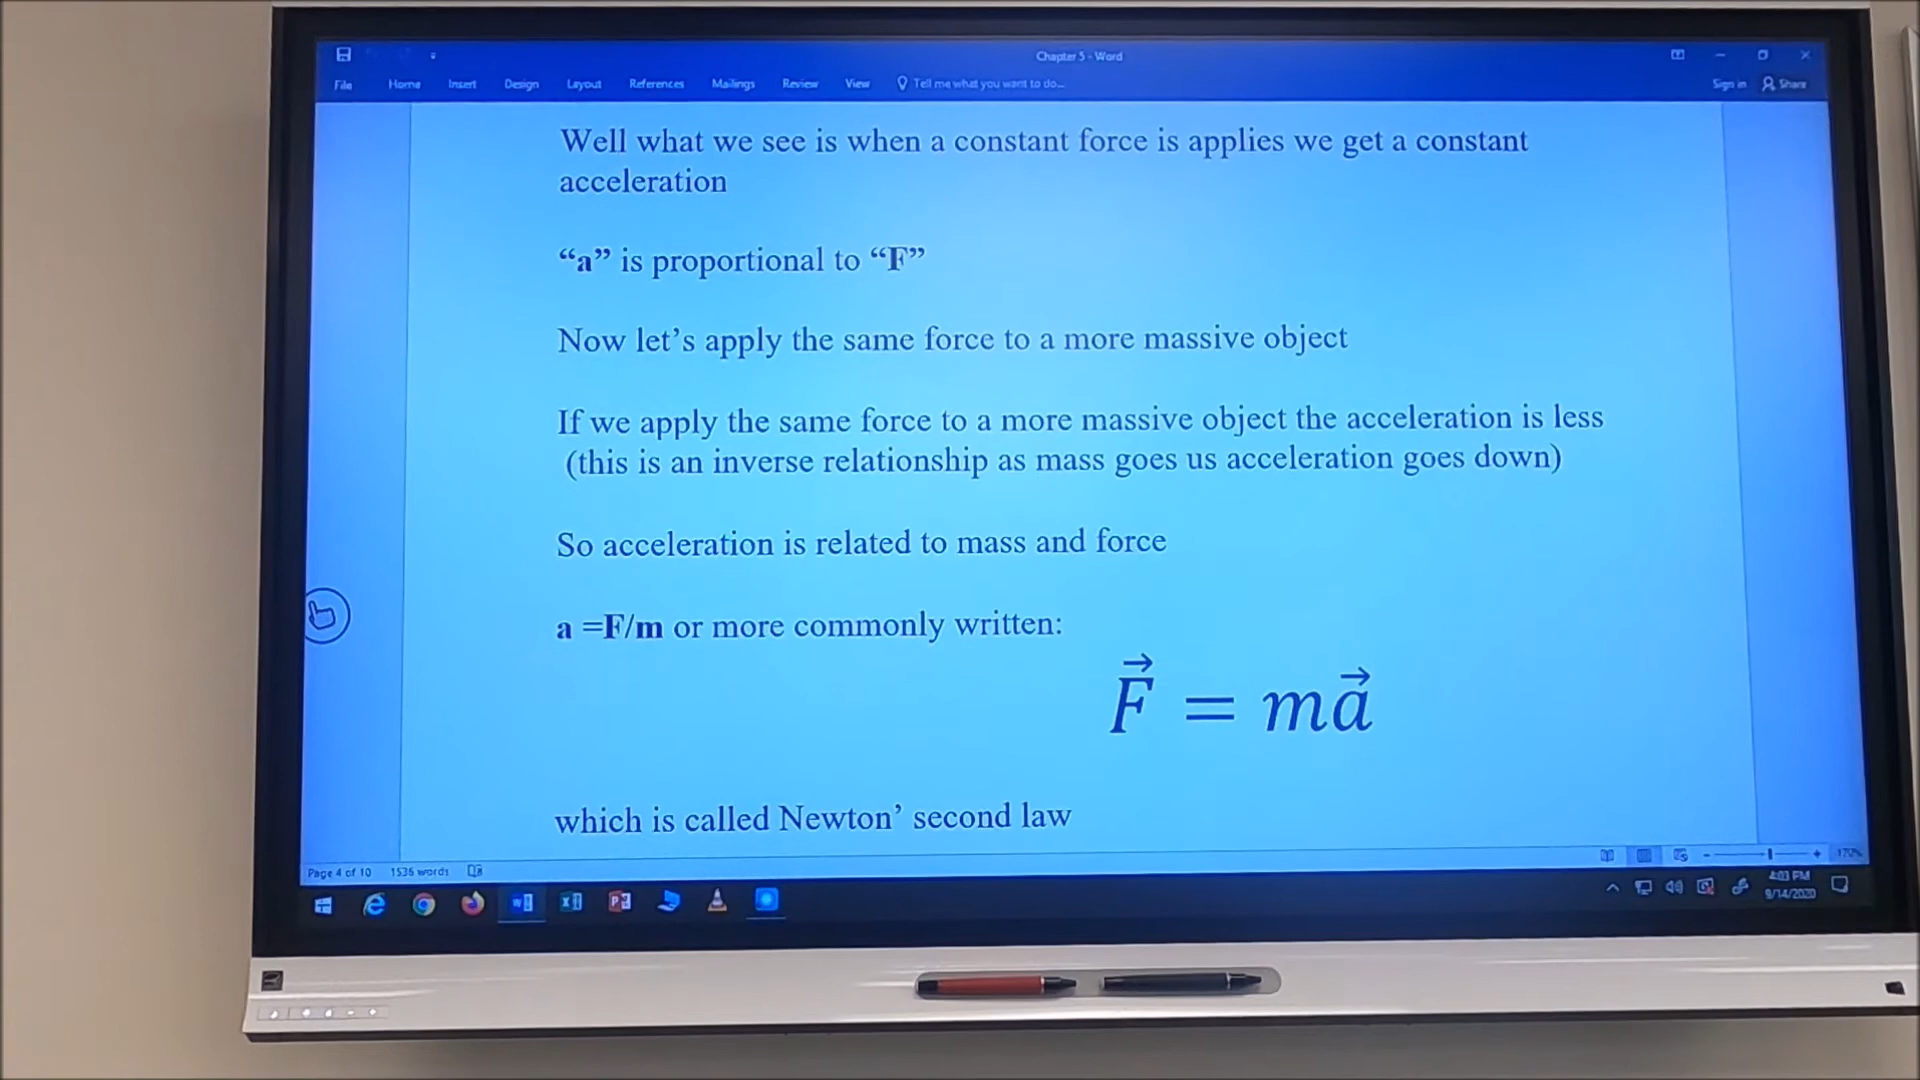 Chapter 5 - Word
File Home Insert Design Layout References Mailings Review View Tell me what you want to do... Sign in Share
Well what we see is when a constant force is applies we get a constant
acceleration
“a” is proportional to “F”
Now let’s apply the same force to a more massive object
If we apply the same force to a more massive object the acceleration is less
(this is an inverse relationship as mass goes us acceleration goes down)
So acceleration is related to mass and force
a =F/m or more commonly written:
F⃗ = ma⃗
which is called Newton’ second law
Page 4 of 10 1536 words 170%
4:03 PM
9/14/2020